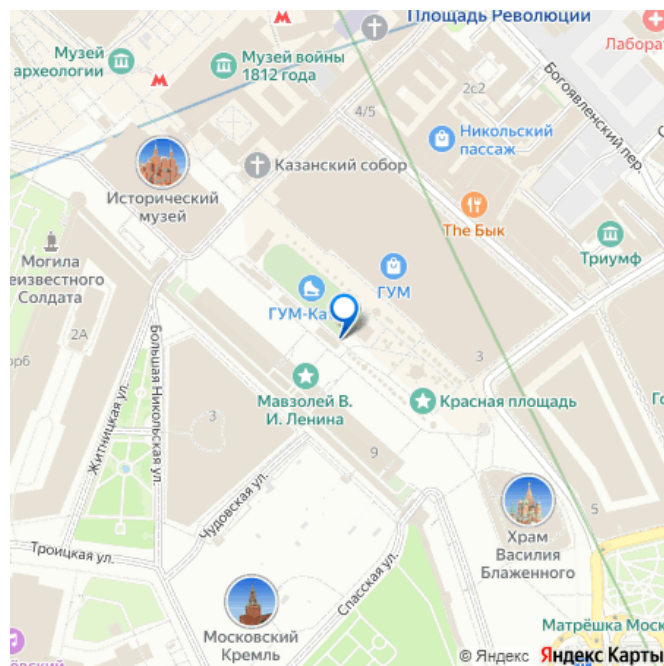 Площадь Революции
Музей
археологии
Музей войны
1812 года
Лабора
Богоявленский пер.
2с2
4/5
Никольский
пассаж
Казанский собор
Исторический
музей
The Бык
Триумф
Могила
еизвестного
Солдата
ГУМ
ГУМ-Ка
2А
3
Мавзолей В.
И. Ленина
Красная площадь
Большая Никольская ул.
Житницкая ул.
3
9
Го
Чудовская ул.
5
Храм
Василия
Блаженного
Троицкая ул.
Спасская ул.
Московский
Кремль
Матрёшка Моск
© Яндекс Яндекс Карты